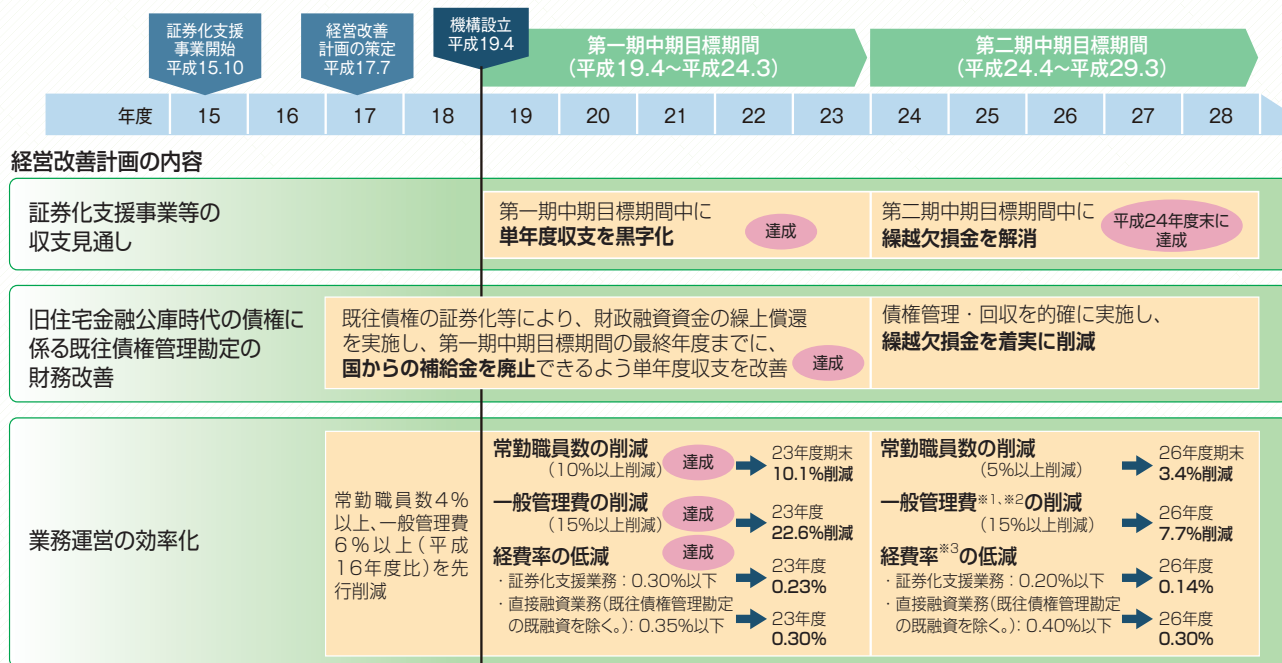 証券化支援
事業開始
平成15.10
経営改善
計画の策定
平成17.7
機構設立
平成19.4
第一期中期目標期間
（平成19.4～平成24.3）
第二期中期目標期間
（平成24.4～平成29.3）
年度 15 16 17 18 19 20 21 22 23 24 25 26 27 28
経営改善計画の内容
証券化支援事業等の
収支見通し
第一期中期目標期間中に
単年度収支を黒字化
達成
第二期中期目標期間中に
繰越欠損金を解消
平成24年度末に
達成
旧住宅金融公庫時代の債権に
係る既往債権管理勘定の
財務改善
既往債権の証券化等により、財政融資資金の繰上償還
を実施し、第一期中期目標期間の最終年度までに、
国からの補給金を廃止できるよう単年度収支を改善
達成
債権管理・回収を的確に実施し、
繰越欠損金を着実に削減
業務運営の効率化
常勤職員数4％
以上、一般管理費
6％以上（平成
16年度比）を先
行削減
常勤職員数の削減
（10%以上削減）
達成
23年度期末
10.1%削減
一般管理費の削減
（15%以上削減）
達成
23年度
22.6%削減
経費率の低減
達成
・証券化支援業務：0.30%以下
23年度
0.23%
・直接融資業務（既往債権管理勘定
の既融資を除く。）：0.35%以下
23年度
0.30%
常勤職員数の削減
（5%以上削減）
26年度期末
3.4%削減
一般管理費※1、※2の削減
（15%以上削減）
26年度
7.7%削減
経費率※3の低減
・証券化支援業務：0.20%以下
26年度
0.14%
・直接融資業務（既往債権管理勘定
の既融資を除く。）：0.40%以下
26年度
0.30%